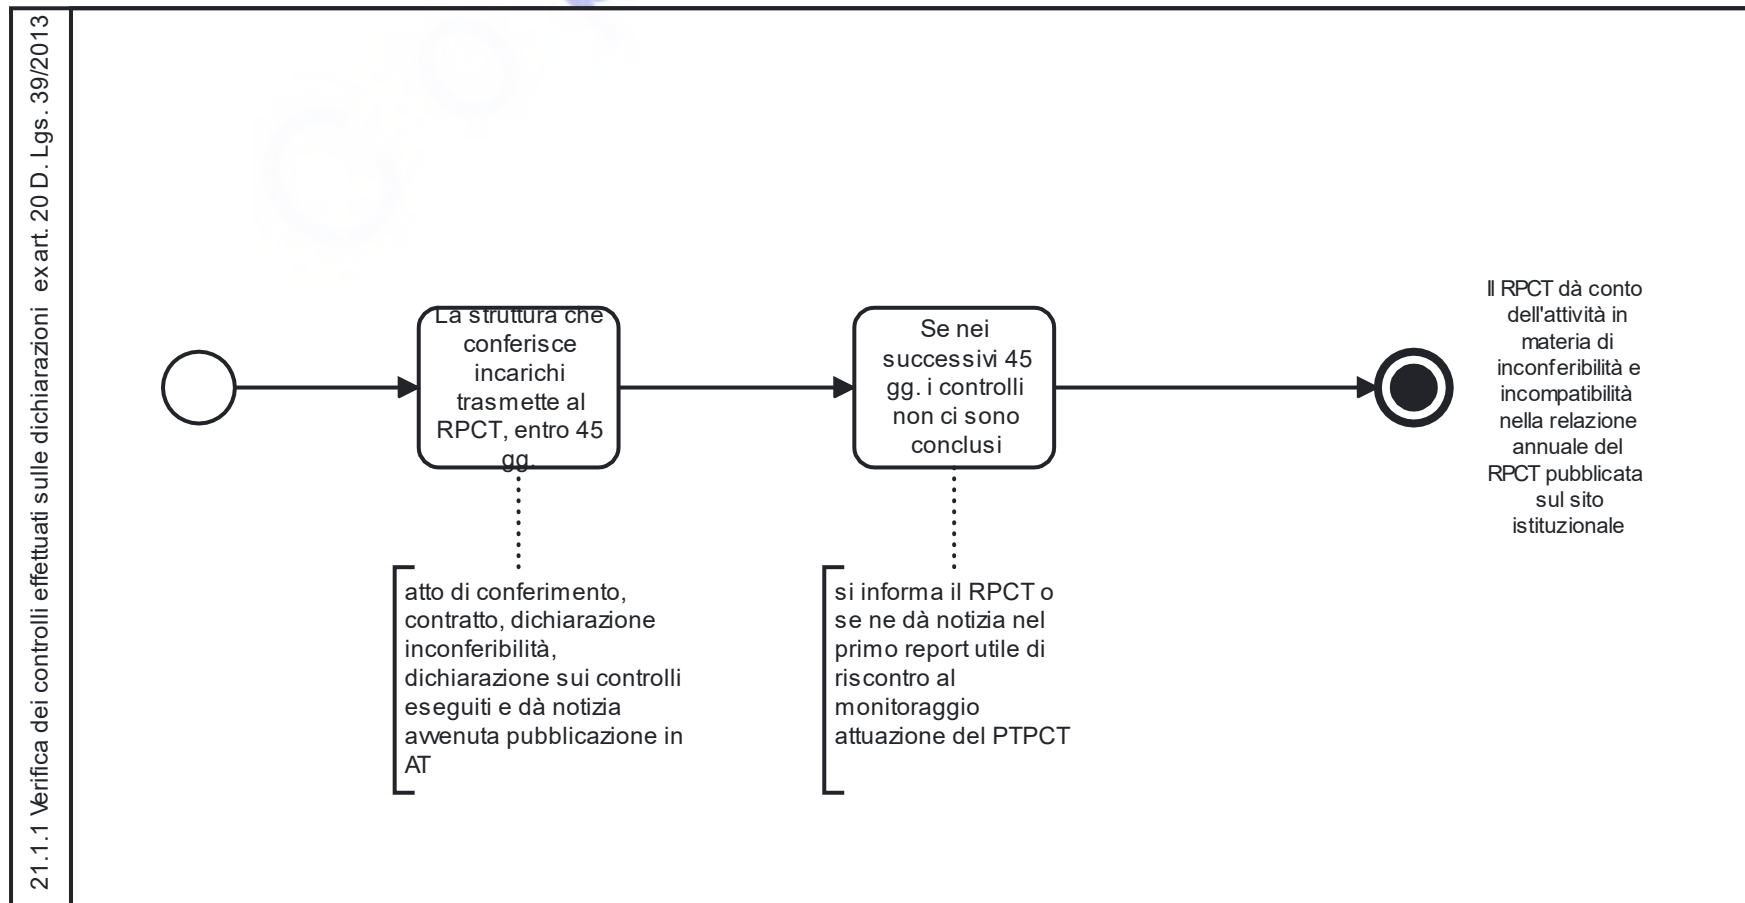 21.1.1 Verifica dei controlli effettuati sulle dichiarazioni ex art. 20 D. Lgs. 39/2013
La struttura che
conferisce
incarichi
trasmette al
RPCT, entro 45
gg.
Se nei
successivi 45
gg. i controlli
non ci sono
conclusi
Il RPCT dà conto
dell'attività in
materia di
inconferibilità e
incompatibilità
nella relazione
annuale del
RPCT pubblicata
sul sito
istituzionale
atto di conferimento,
contratto, dichiarazione
inconferibilità,
dichiarazione sui controlli
eseguiti e dà notizia
avvenuta pubblicazione in
AT
si informa il RPCT o
se ne dà notizia nel
primo report utile di
riscontro al
monitoraggio
attuazione del PTPCT